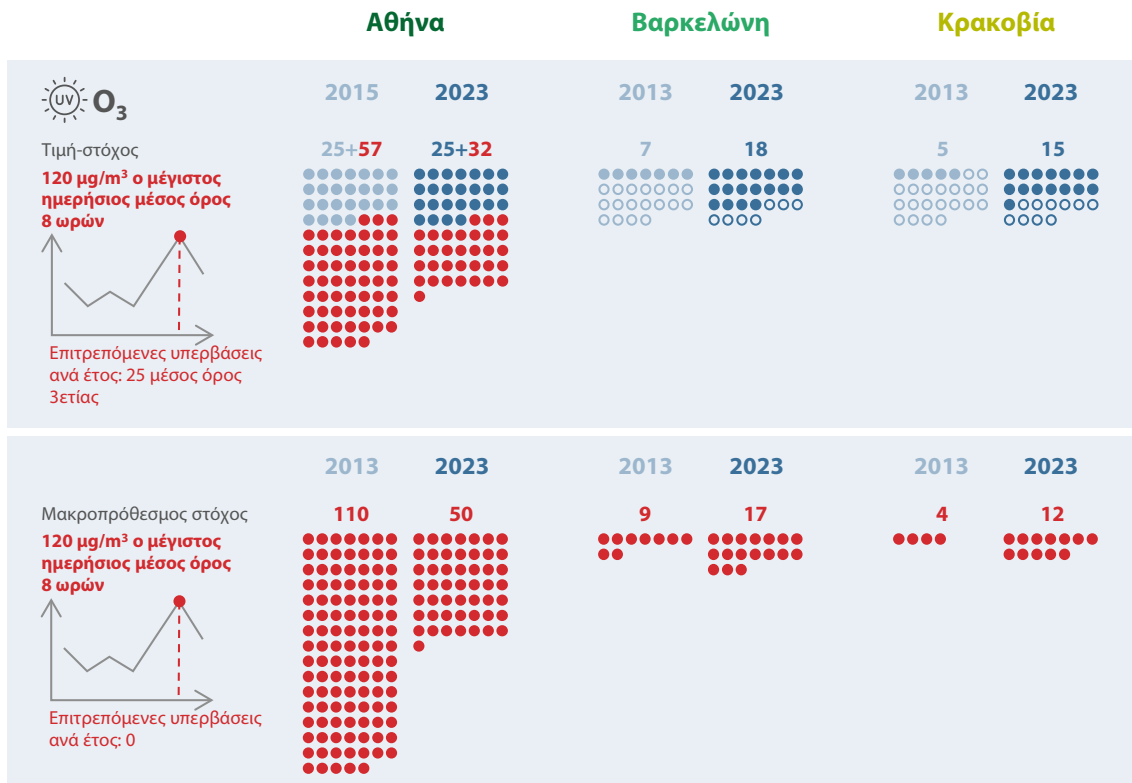 Αθήνα Βαρκελώνη Κρακοβία
UV O₃
2015 2023 2013 2023 2013 2023
Τιμή-στόχος
25+57 25+32 7 18 5 15
120 μg/m³ ο μέγιστος
ημερήσιος μέσος όρος
8 ωρών
Επιτρεπόμενες υπερβάσεις
ανά έτος: 25 μέσος όρος
3ετίας
2013 2023 2013 2023 2013 2023
Μακροπρόθεσμος στόχος
110 50 9 17 4 12
120 μg/m³ ο μέγιστος
ημερήσιος μέσος όρος
8 ωρών
Επιτρεπόμενες υπερβάσεις
ανά έτος: 0